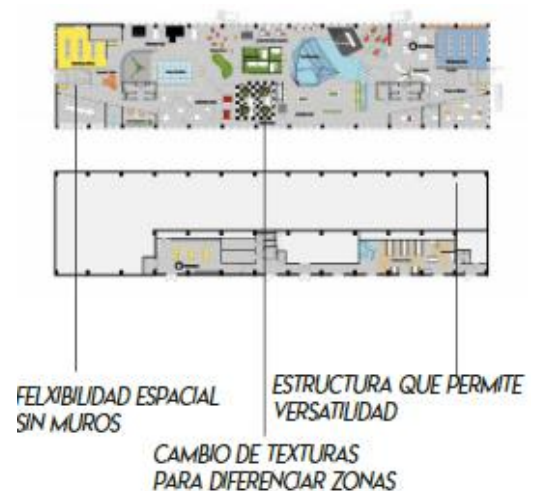 FELXIBILIDAD ESPACIAL
SIN MUROS
ESTRUCTURA QUE PERMITE
VERSATILIDAD
CAMBIO DE TEXTURAS
PARA DIFERENCIAR ZONAS